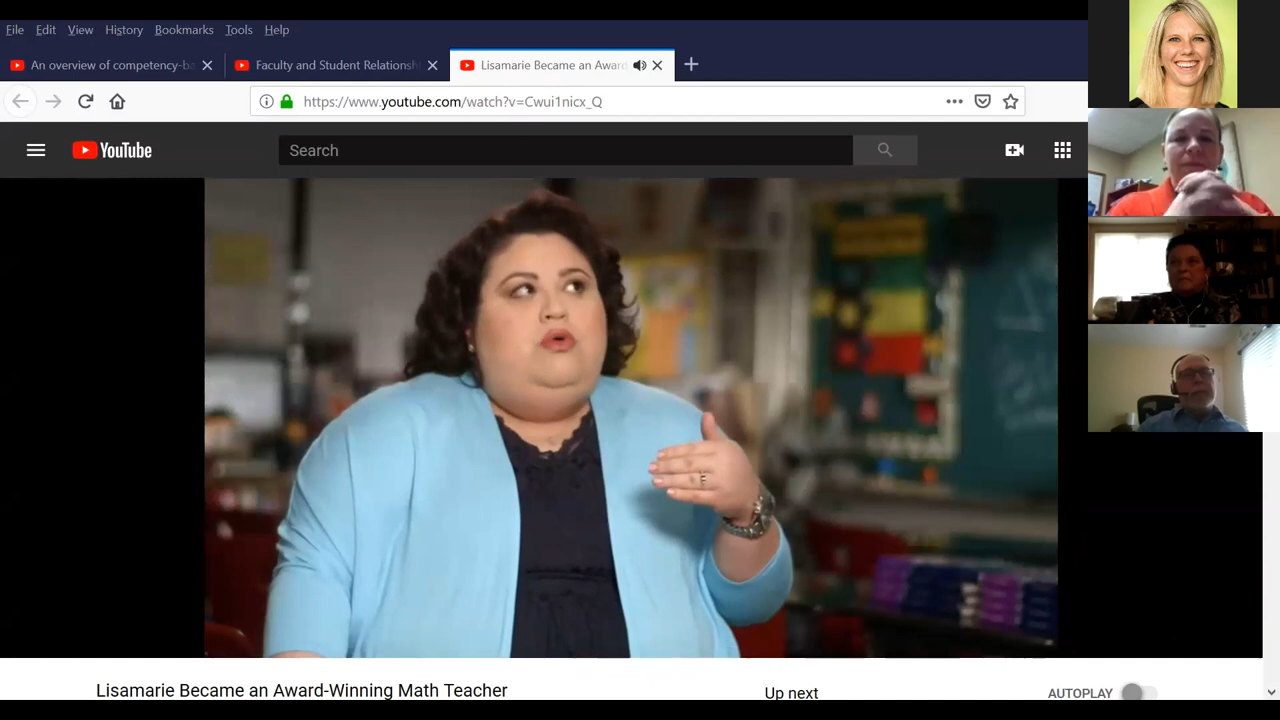 File Edit View History Bookmarks Tools Help
An overview of competency-ba
Faculty and Student Relationsh
Lisamarie Became an Award
https://www.youtube.com/watch?v=Cwui1nicx_Q
YouTube
Search
Lisamarie Became an Award-Winning Math Teacher
Up next
AUTOPLAY